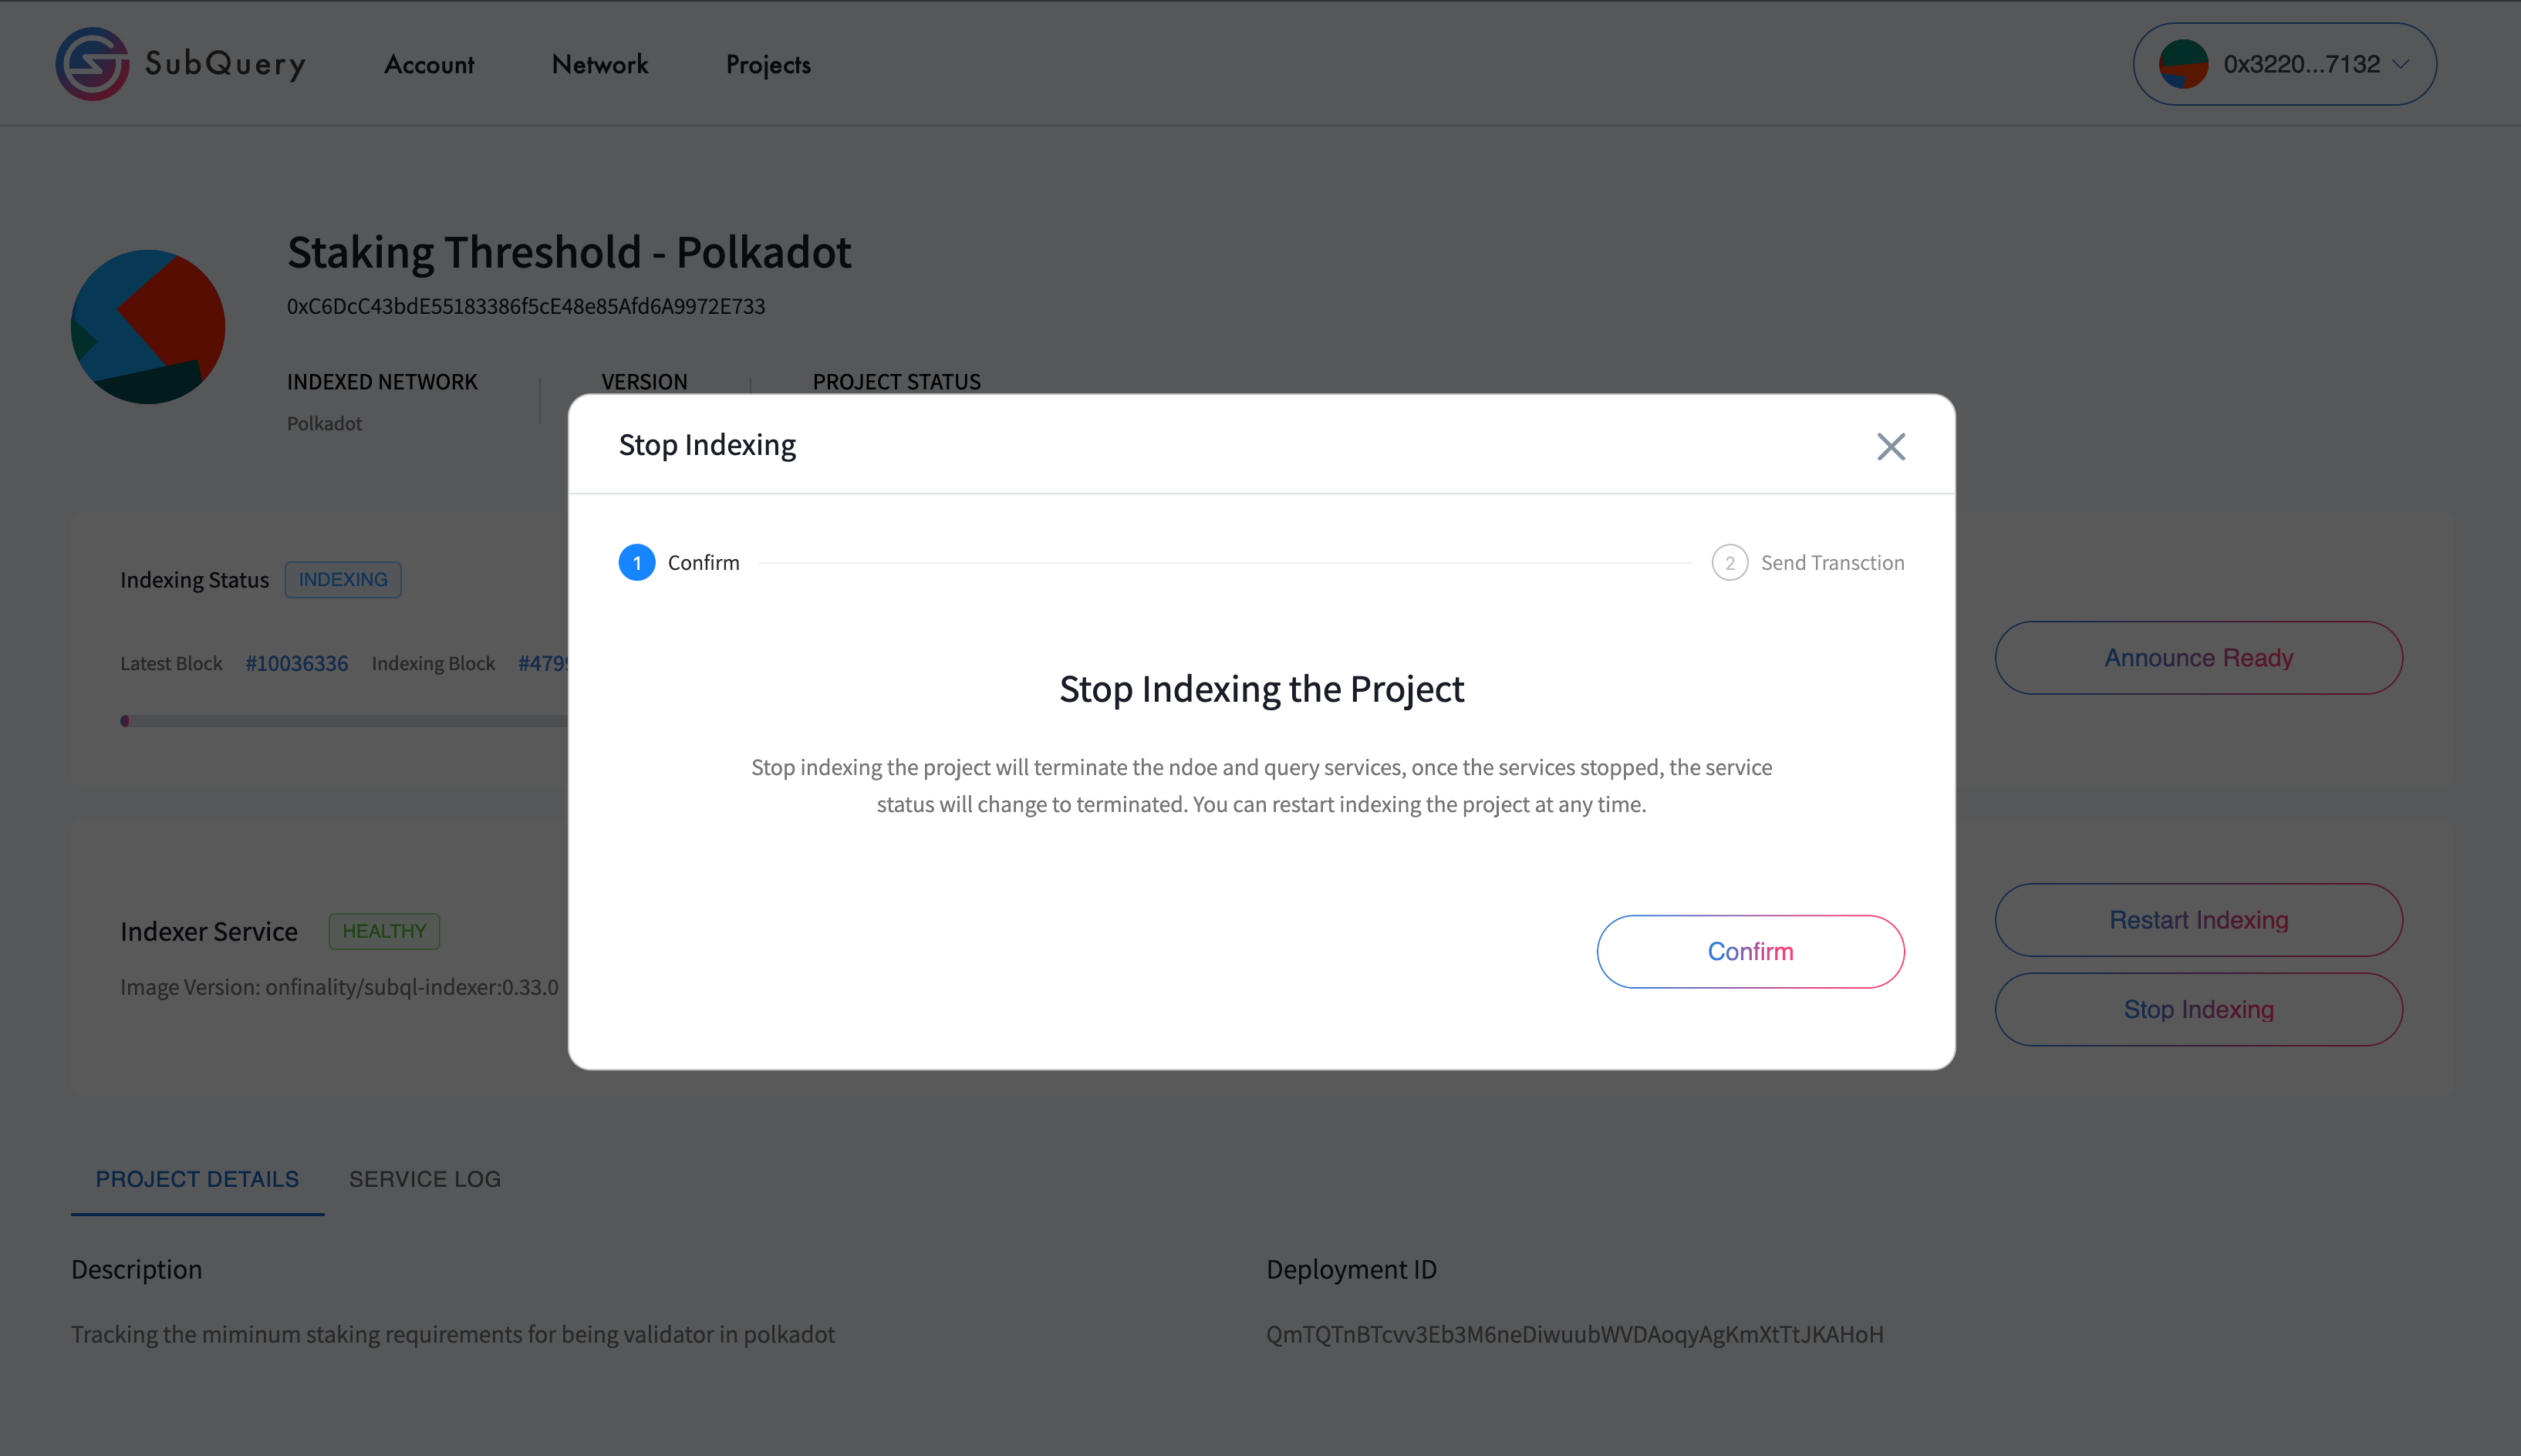 SubQuery Account Network Projects 0x3220...7132
Staking Threshold - Polkadot
0xC6DcC43bdE55183386f5cE48e85Afd6A9972E733
INDEXED NETWORK VERSION PROJECT STATUS
Polkadot
Stop Indexing
1 Confirm 2 Send Transction
Stop Indexing the Project
Stop indexing the project will terminate the ndoe and query services, once the services stopped, the service
status will change to terminated. You can restart indexing the project at any time.
Confirm
Indexing Status INDEXING
Latest Block #10036336 Indexing Block #479
Announce Ready
Indexer Service HEALTHY
Image Version: onfinality/subql-indexer:0.33.0
Restart Indexing
Stop Indexing
PROJECT DETAILS SERVICE LOG
Description
Tracking the miminum staking requirements for being validator in polkadot
Deployment ID
QmTQTnBTcvv3Eb3M6neDiwuubWVDAoqyAgKmXtTtJKAHoH